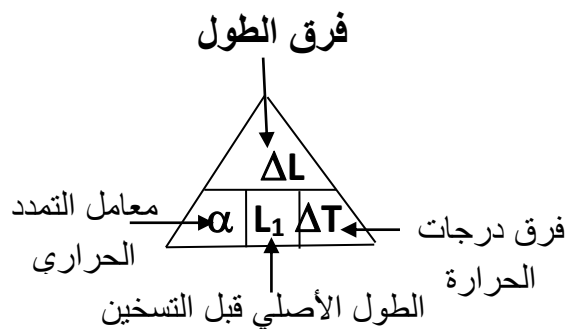 فرق الطول
ΔL
معامل التمدد
الحراري
α
L₁
ΔT
فرق درجات
الحرارة
الطول الأصلي قبل التسخين